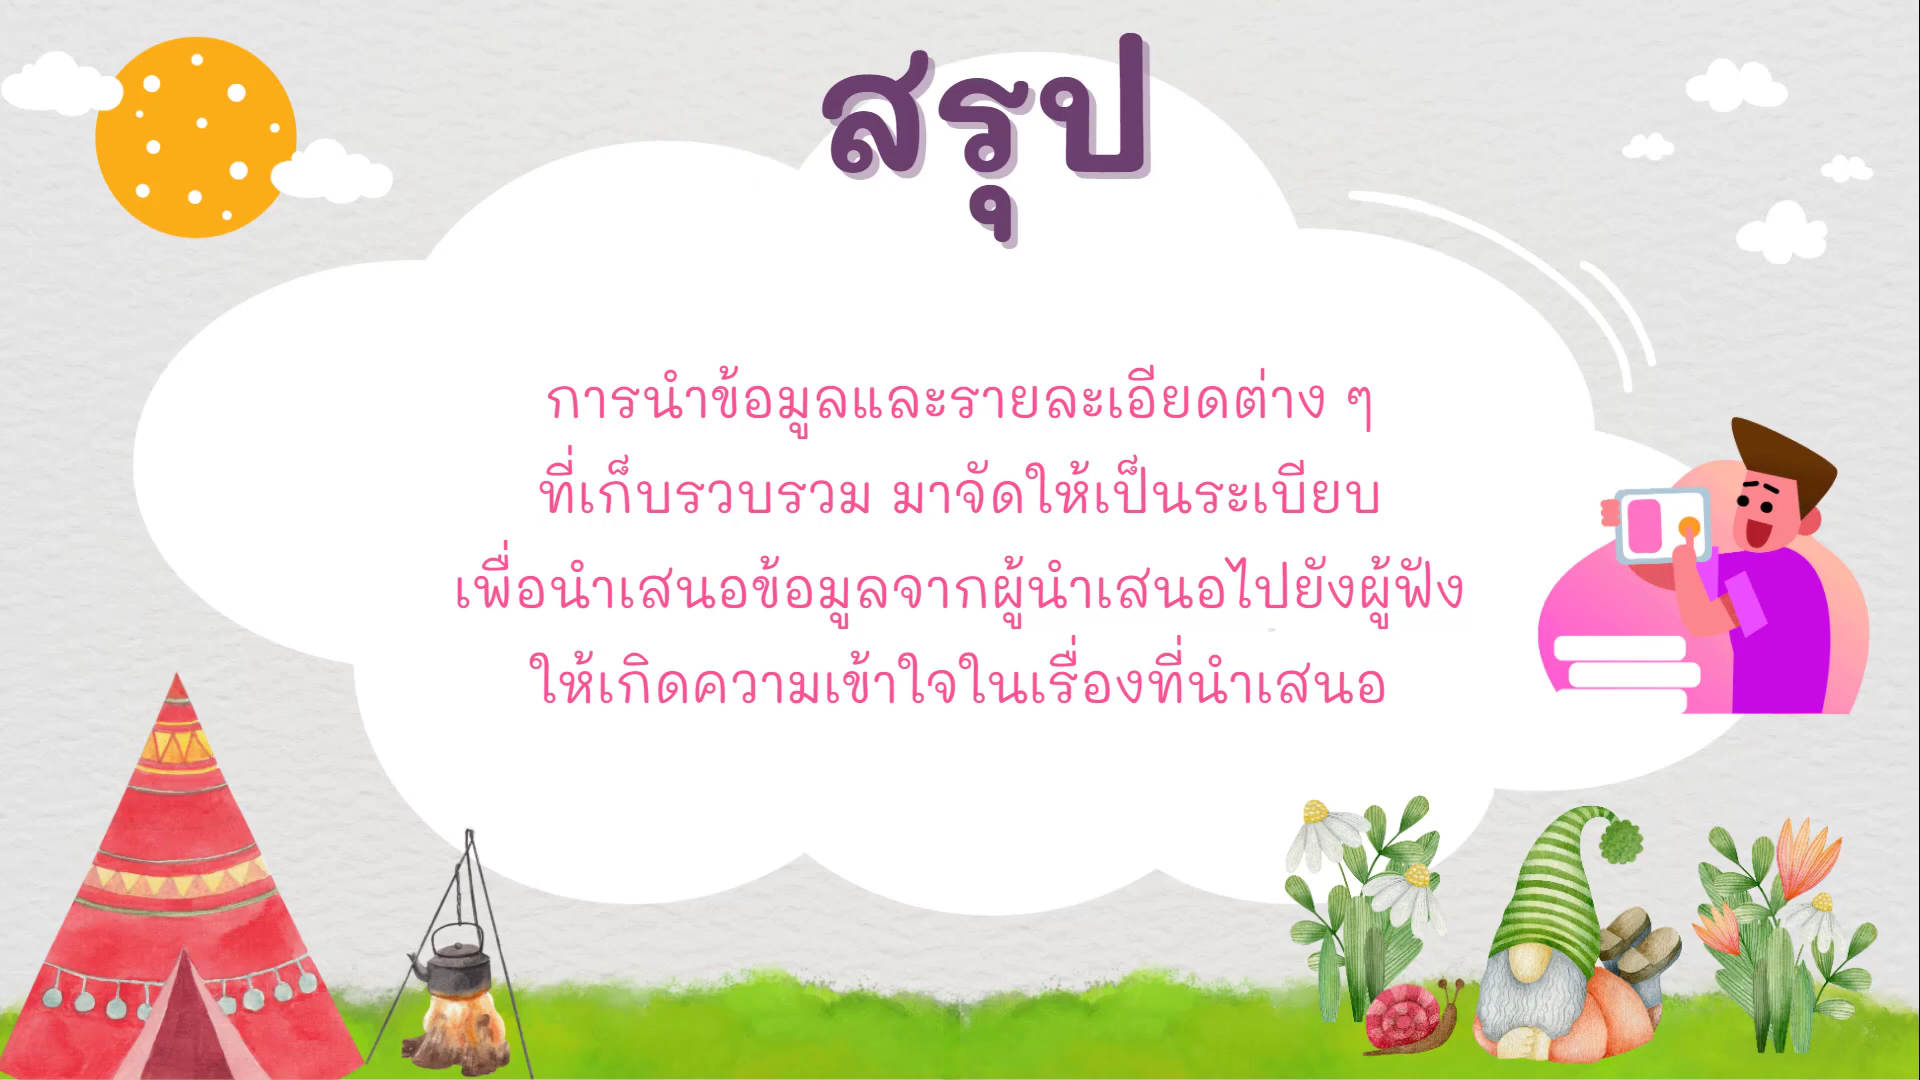 สรุป
การนำข้อมูลและรายละเอียดต่าง ๆ
ที่เก็บรวบรวม มาจัดให้เป็นระเบียบ
เพื่อนำเสนอข้อมูลจากผู้นำเสนอไปยังผู้ฟัง
ให้เกิดความเข้าใจในเรื่องที่นำเสนอ